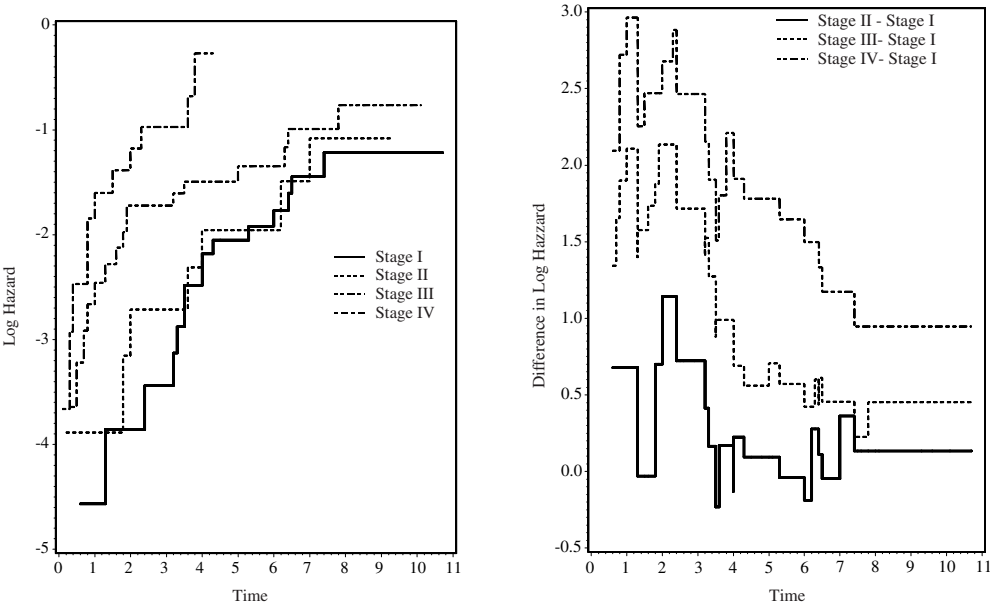 0
-1
-2
-3
-4
-5
Log Hazard
0 1 2 3 4 5 6 7 8 9 10 11
Time
Stage I
Stage II
Stage III
Stage IV
3.0
2.5
2.0
1.5
1.0
0.5
0.0
-0.5
Difference in Log Hazzard
0 1 2 3 4 5 6 7 8 9 10 11
Time
Stage II - Stage I
Stage III- Stage I
Stage IV- Stage I